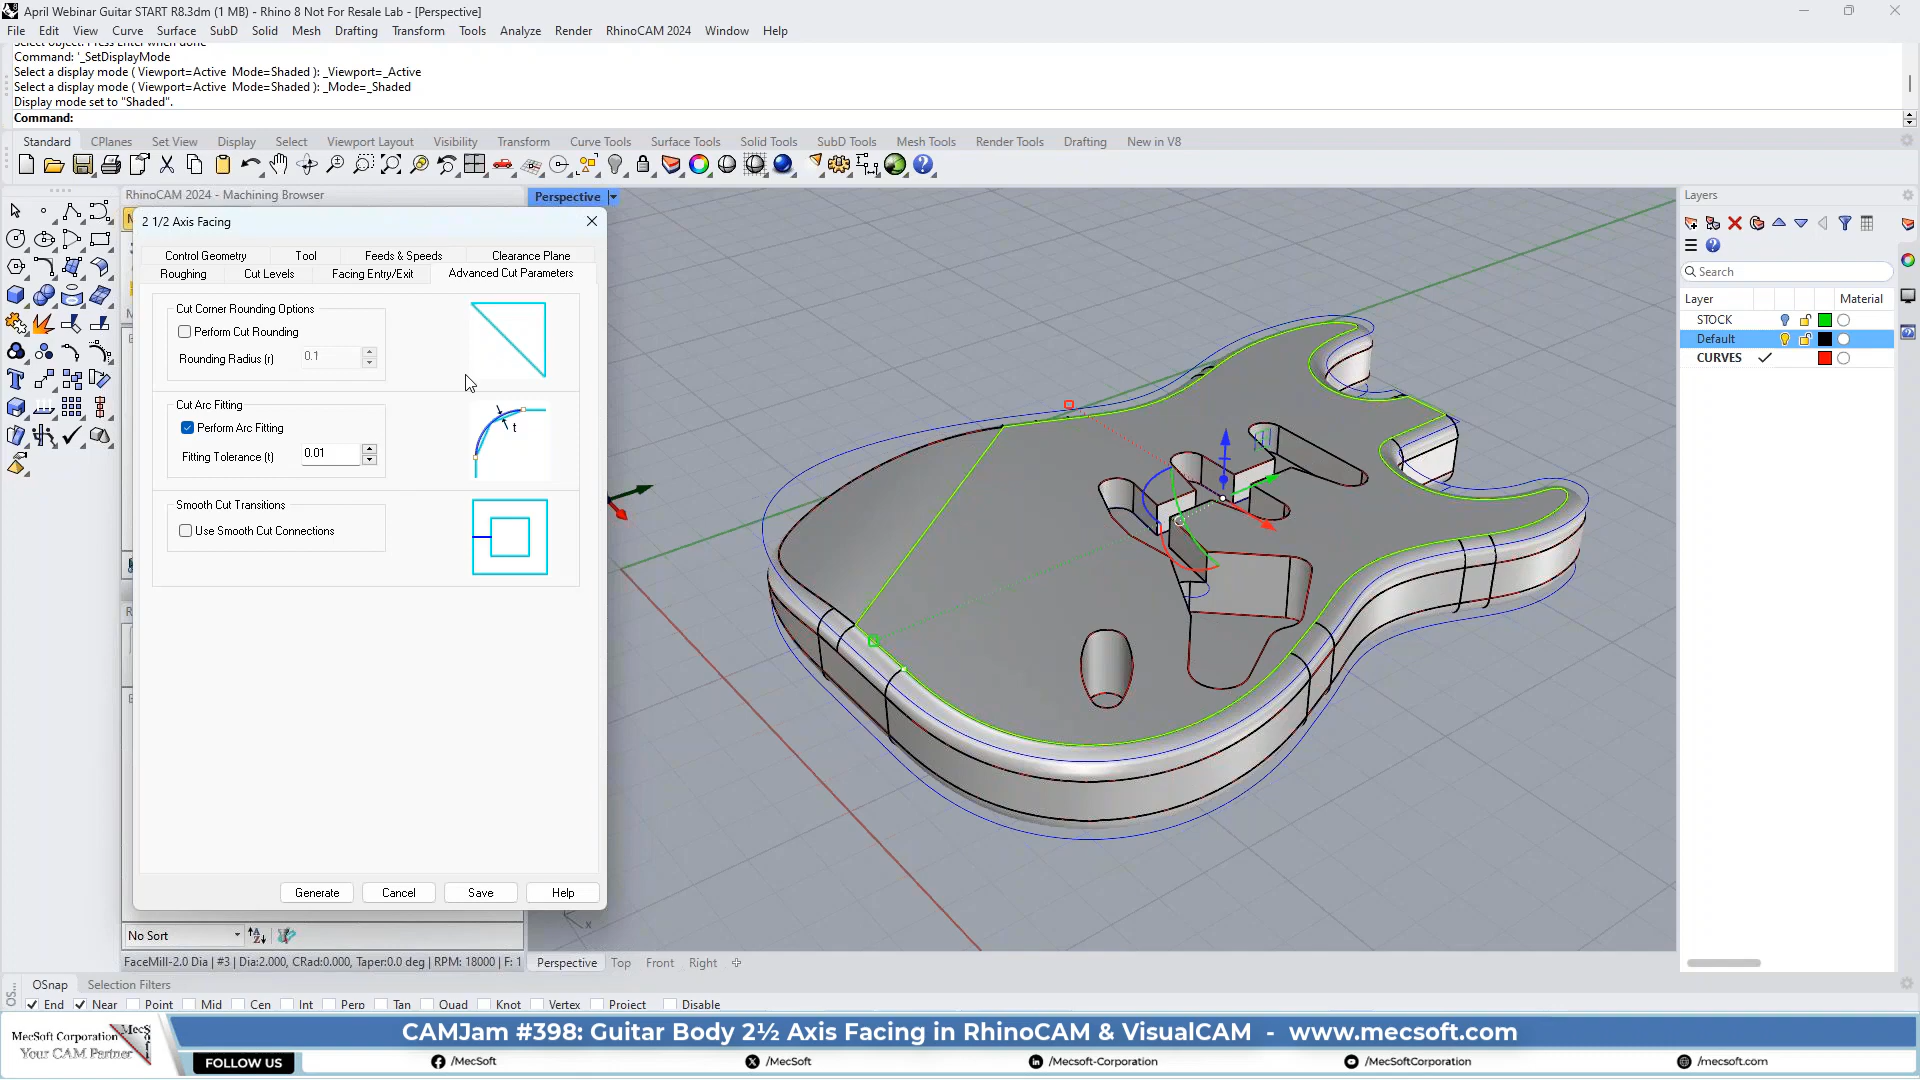 April Webinar Guitar START R8.3dm (1 MB) - Rhino 8 Not For Resale Lab - [Perspective]
File Edit View Curve Surface SubD Solid Mesh Drafting Transform Tools Analyze Render RhinoCAM 2024 Window Help
Select object. Press Enter when done
Command: '_SetDisplayMode
Select a display mode ( Viewport=Active Mode=Shaded ): _Viewport=_Active
Select a display mode ( Viewport=Active Mode=Shaded ): _Mode=_Shaded
Display mode set to "Shaded".
Command:
Standard CPlanes Set View Display Select Viewport Layout Visibility Transform Curve Tools Surface Tools Solid Tools SubD Tools Mesh Tools Render Tools Drafting New in V8
RhinoCAM 2024 - Machining Browser
Perspective
2 1/2 Axis Facing
Control Geometry Tool Feeds & Speeds Clearance Plane
Roughing Cut Levels Facing Entry/Exit Advanced Cut Parameters
Cut Corner Rounding Options
Perform Cut Rounding
Rounding Radius (r) 0.1
Cut Arc Fitting
Perform Arc Fitting
Fitting Tolerance (t) 0.01
t
Smooth Cut Transitions
Use Smooth Cut Connections
Generate Cancel Save Help
No Sort
FaceMill-2.0 Dia | #3 | Dia:2.000, CRad:0.000, Taper:0.0 deg | RPM: 18000 | F: 1
x
Perspective Top Front Right
Layers
Search
Layer Material
STOCK
Default
CURVES
OSnap Selection Filters
End Near Point Mid Cen Int Perp Tan Quad Knot Vertex Project Disable
MecSoft Corporation
Your CAM Partner
CAMJam #398: Guitar Body 2½ Axis Facing in RhinoCAM & VisualCAM - www.mecsoft.com
FOLLOW US /MecSoft /MecSoft /Mecsoft-Corporation /MecSoftCorporation /mecsoft.com